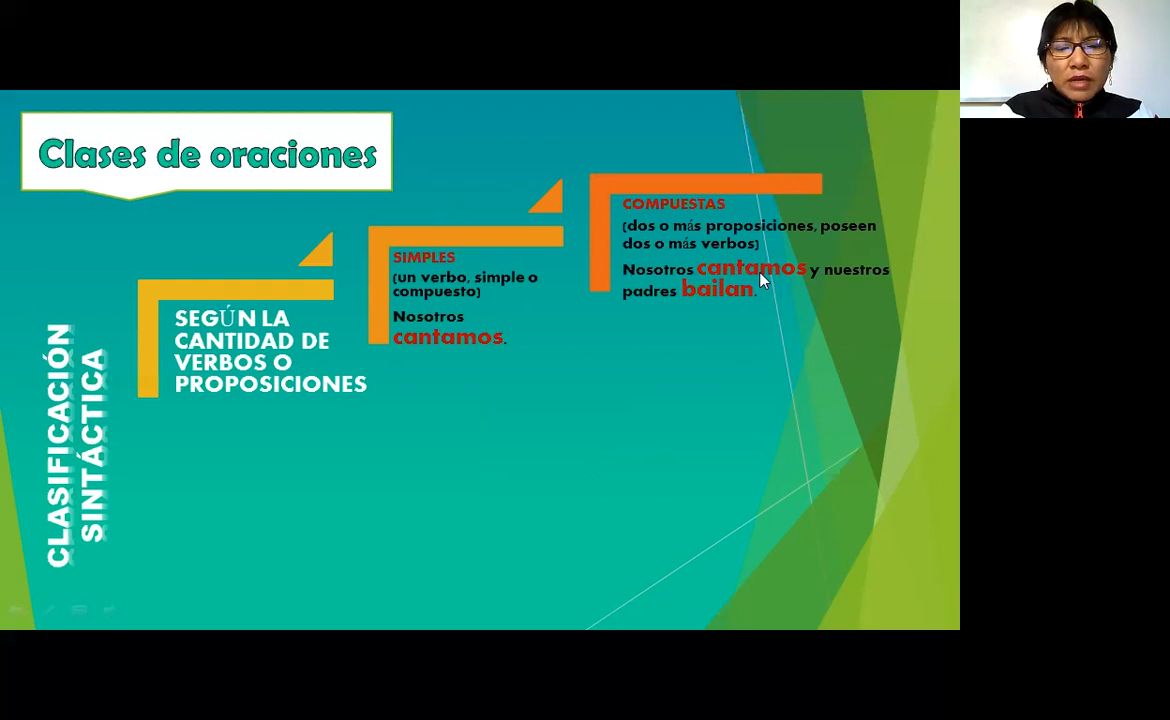 Clases de oraciones
CLASIFICACIÓN
SINTÁCTICA
SEGÚN LA
CANTIDAD DE
VERBOS O
PROPOSICIONES
SIMPLES
(un verbo, simple o
compuesto)
Nosotros
cantamos.
COMPUESTAS
(dos o más proposiciones, poseen
dos o más verbos)
Nosotros cantamos y nuestros
padres bailan.